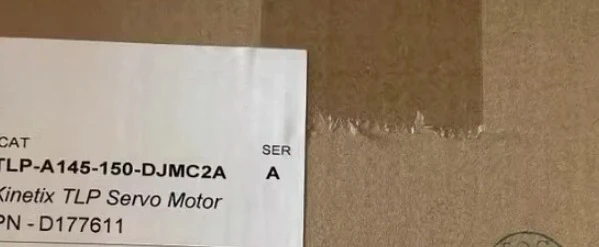 CAT
SER
TLP-A145-150-DJMC2A
A
Kinetix TLP Servo Motor
PN - D177611